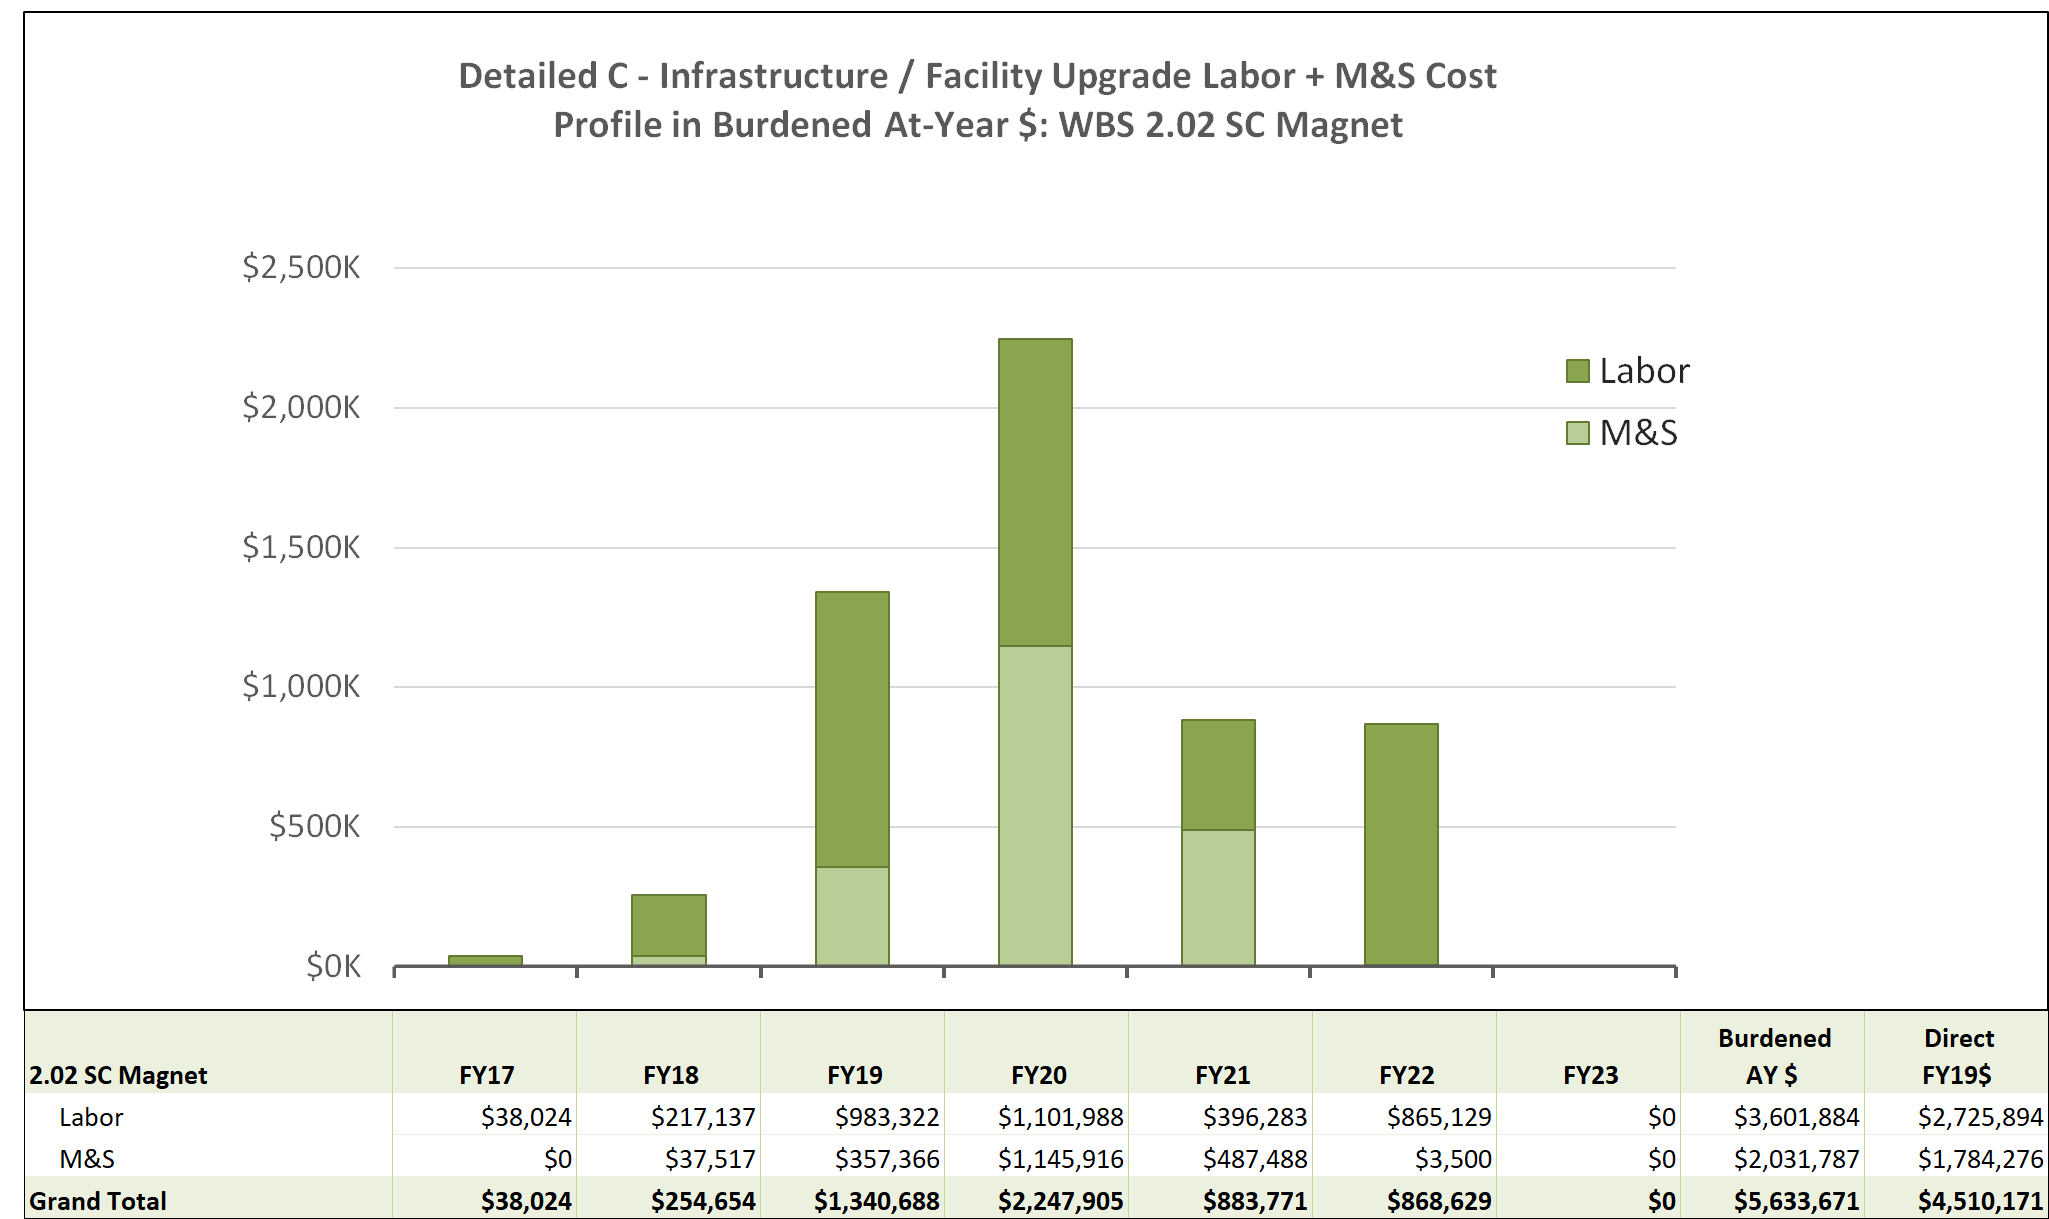 Detailed C - Infrastructure / Facility Upgrade Labor + M&S Cost
Profile in Burdened At-Year $: WBS 2.02 SC Magnet
$2,500K
$2,000K
$1,500K
$1,000K
$500K
$0K
Labor
M&S
Burdened Direct
2.02 SC Magnet FY17 FY18 FY19 FY20 FY21 FY22 FY23 AY $ FY19$
Labor $38,024 $217,137 $983,322 $1,101,988 $396,283 $865,129 $0 $3,601,884 $2,725,894
M&S $0 $37,517 $357,366 $1,145,916 $487,488 $3,500 $0 $2,031,787 $1,784,276
Grand Total $38,024 $254,654 $1,340,688 $2,247,905 $883,771 $868,629 $0 $5,633,671 $4,510,171